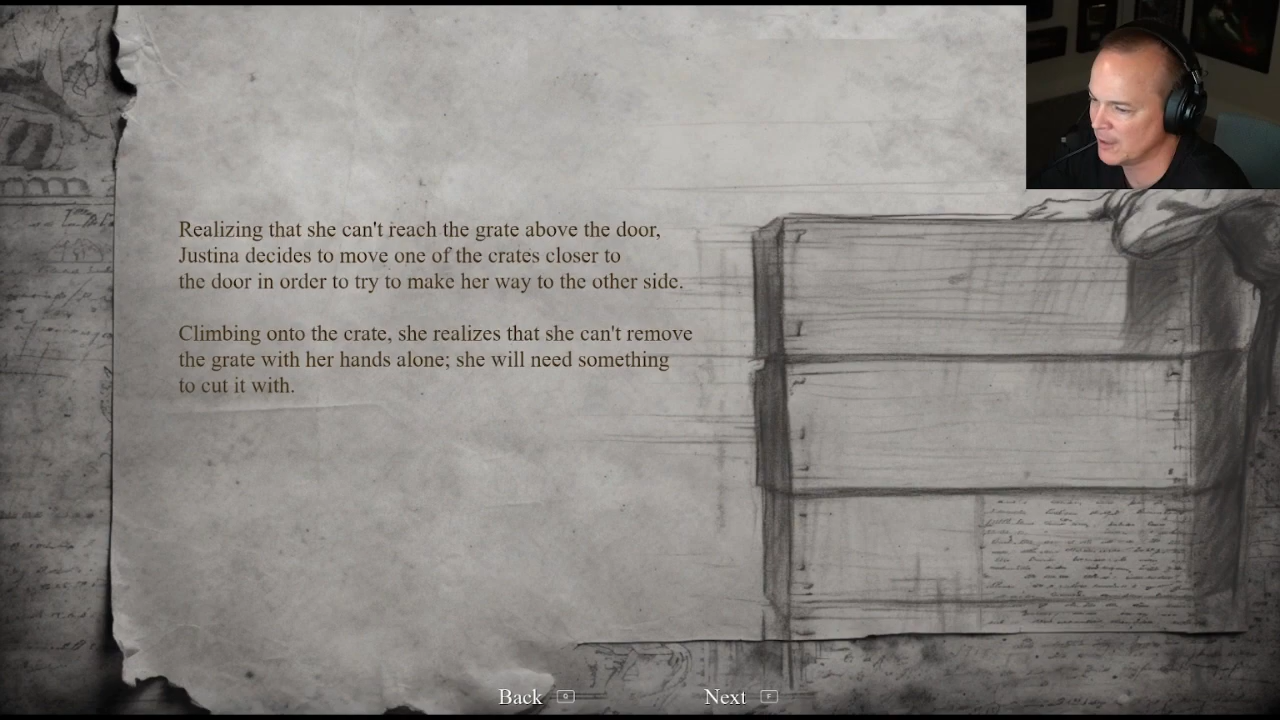 Realizing that she can't reach the grate above the door,
Justina decides to move one of the crates closer to
the door in order to try to make her way to the other side.
Climbing onto the crate, she realizes that she can't remove
the grate with her hands alone; she will need something
to cut it with.
Back
Next
F